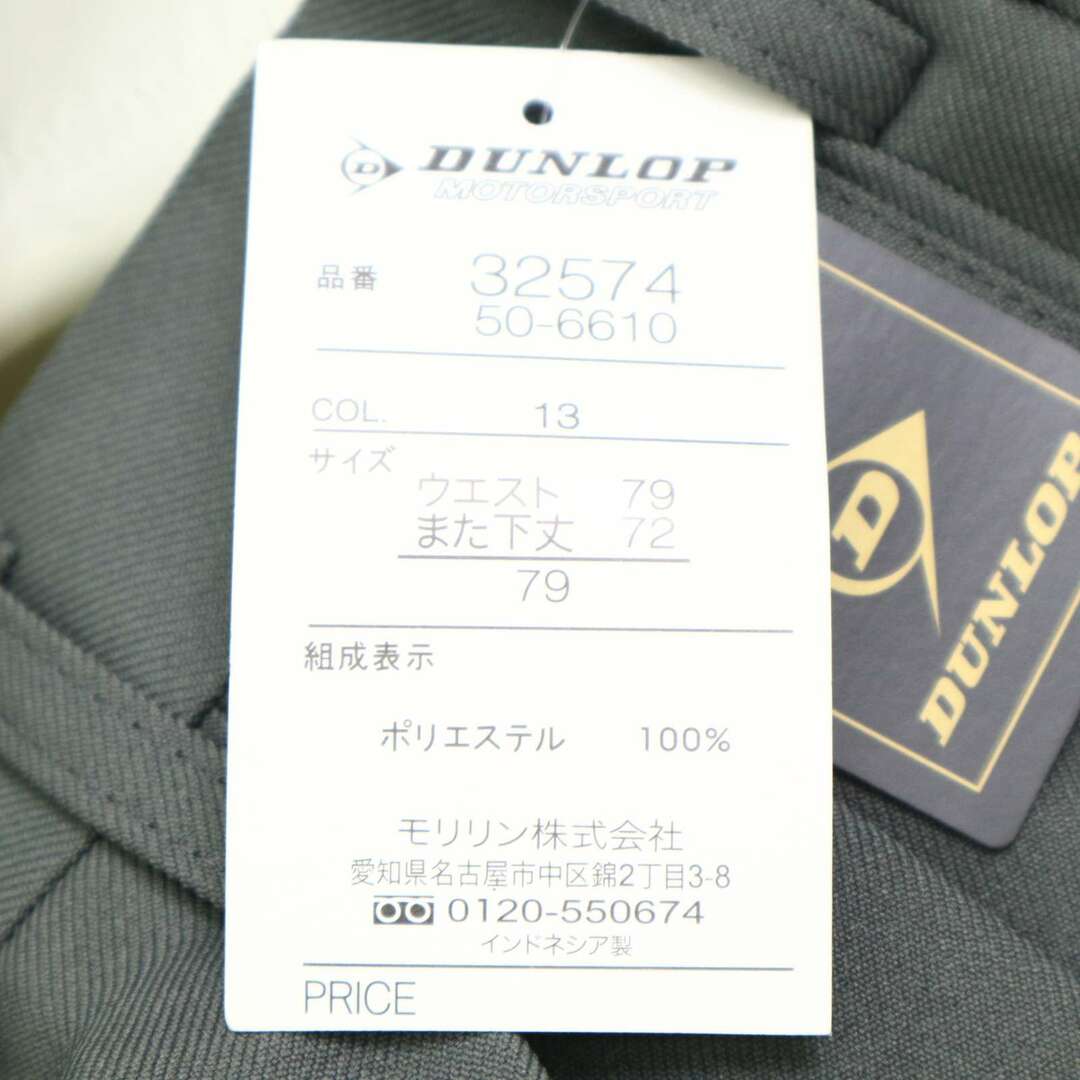 D DUNLOP
MOTORSPORT
品番 32574
50-6610
COL. 13
サイズ
ウエスト 79
また下丈 72
79
組成表示
ポリエステル 100%
モリリン株式会社
愛知県名古屋市中区錦2丁目3-8
0120-550674
インドネシア製
PRICE
D
DUNLOP